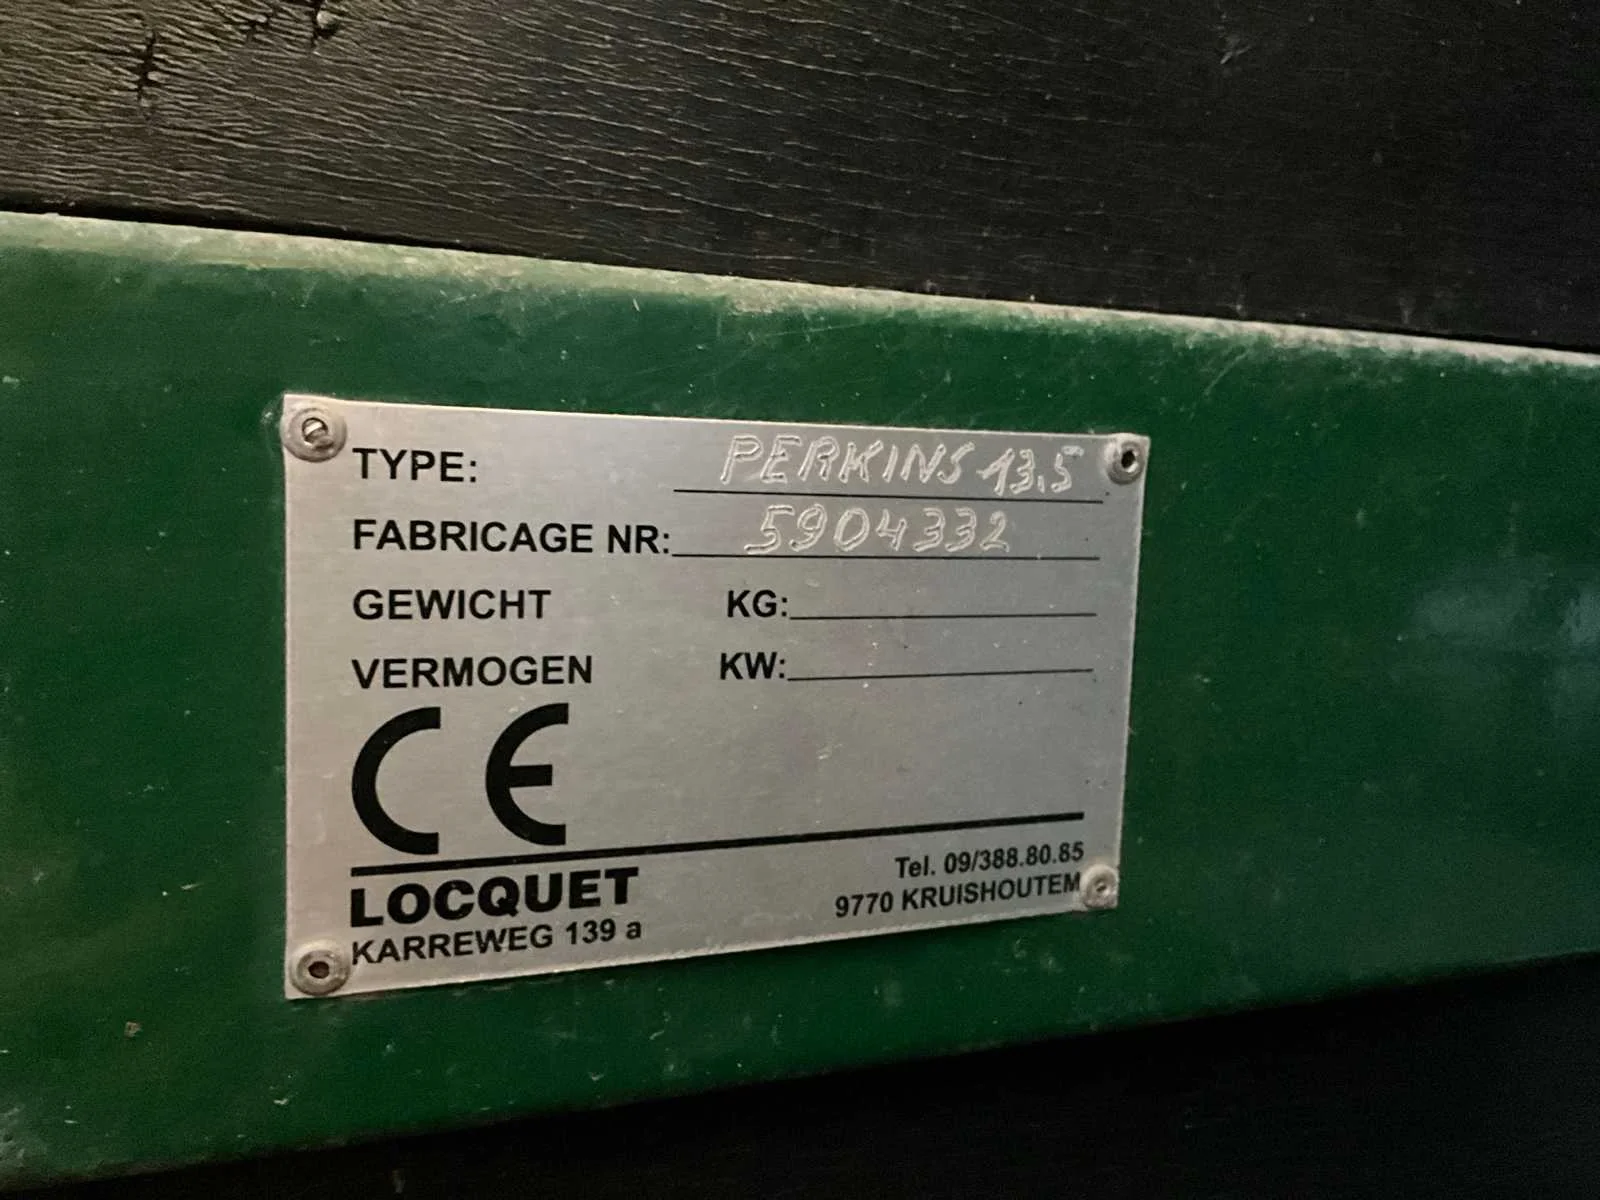 TYPE: PERKINS 13.5
FABRICAGE NR: 5904332
GEWICHT KG:
VERMOGEN KW:
CE
LOCQUET Tel. 09/388.80.85
KARREWEG 139 a 9770 KRUISHOUTEM